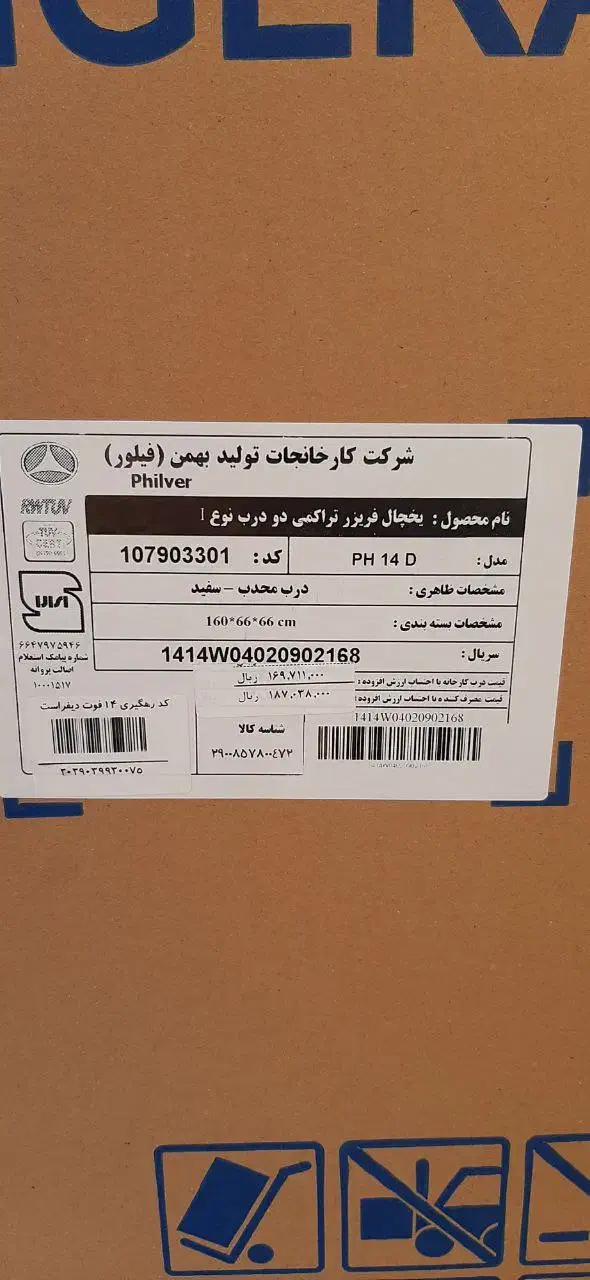 شرکت کارخانجات تولید بهمن (فیلور)
Philver
RWTUV
نام محصول : یخچال فریزر تراکمی دو درب نوع I
مدل : PH 14 D
کد : 107903301
مشخصات ظاهری : درب محدب – سفید
مشخصات بسته بندی : 160*66*66 cm
سریال : 1414W04020902168
۶۶۴۷۹۷۵۹۴۶
شماره پیامک استعلام
اصالت پروانه
۱۰۰۰۱۵۱۷
قیمت درب کارخانه با احتساب ارزش افزوده : ۱۶۹,۷۱۱,۰۰۰ ریال
قیمت مصرف کننده با احتساب ارزش افزوده : ۱۸۷,۰۳۸,۰۰۰ ریال
1414W04020902168
شناسه کالا
۲۹۰۰۸۵۷۸۰۰٤۷۲
کد رهگیری ۱۴ فوت دیفراست
۲۰۲۹۰۲۹۹۲۰۰۷۵